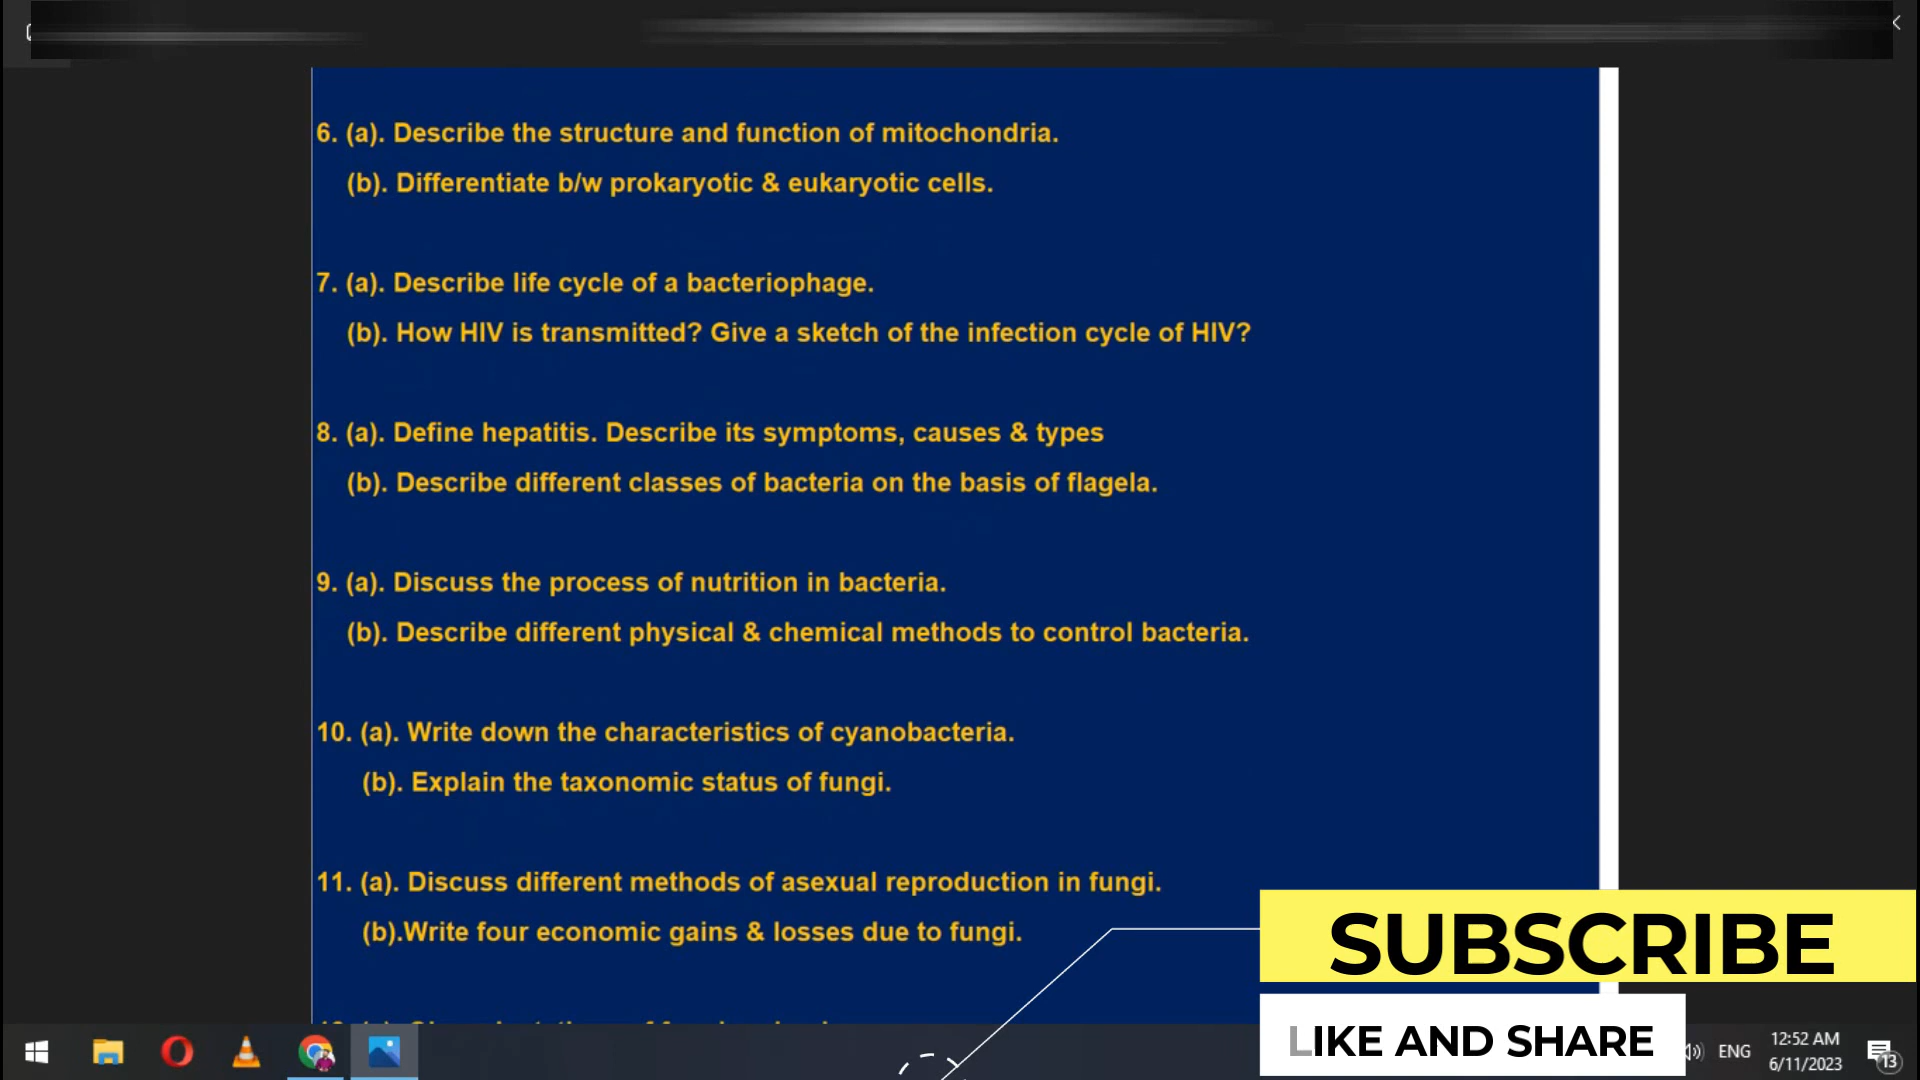 6. (a). Describe the structure and function of mitochondria.
(b). Differentiate b/w prokaryotic & eukaryotic cells.
7. (a). Describe life cycle of a bacteriophage.
(b). How HIV is transmitted? Give a sketch of the infection cycle of HIV?
8. (a). Define hepatitis. Describe its symptoms, causes & types
(b). Describe different classes of bacteria on the basis of flagela.
9. (a). Discuss the process of nutrition in bacteria.
(b). Describe different physical & chemical methods to control bacteria.
10. (a). Write down the characteristics of cyanobacteria.
(b). Explain the taxonomic status of fungi.
11. (a). Discuss different methods of asexual reproduction in fungi.
(b).Write four economic gains & losses due to fungi.
SUBSCRIBE
LIKE AND SHARE
ENG
12:52 AM
6/11/2023
13